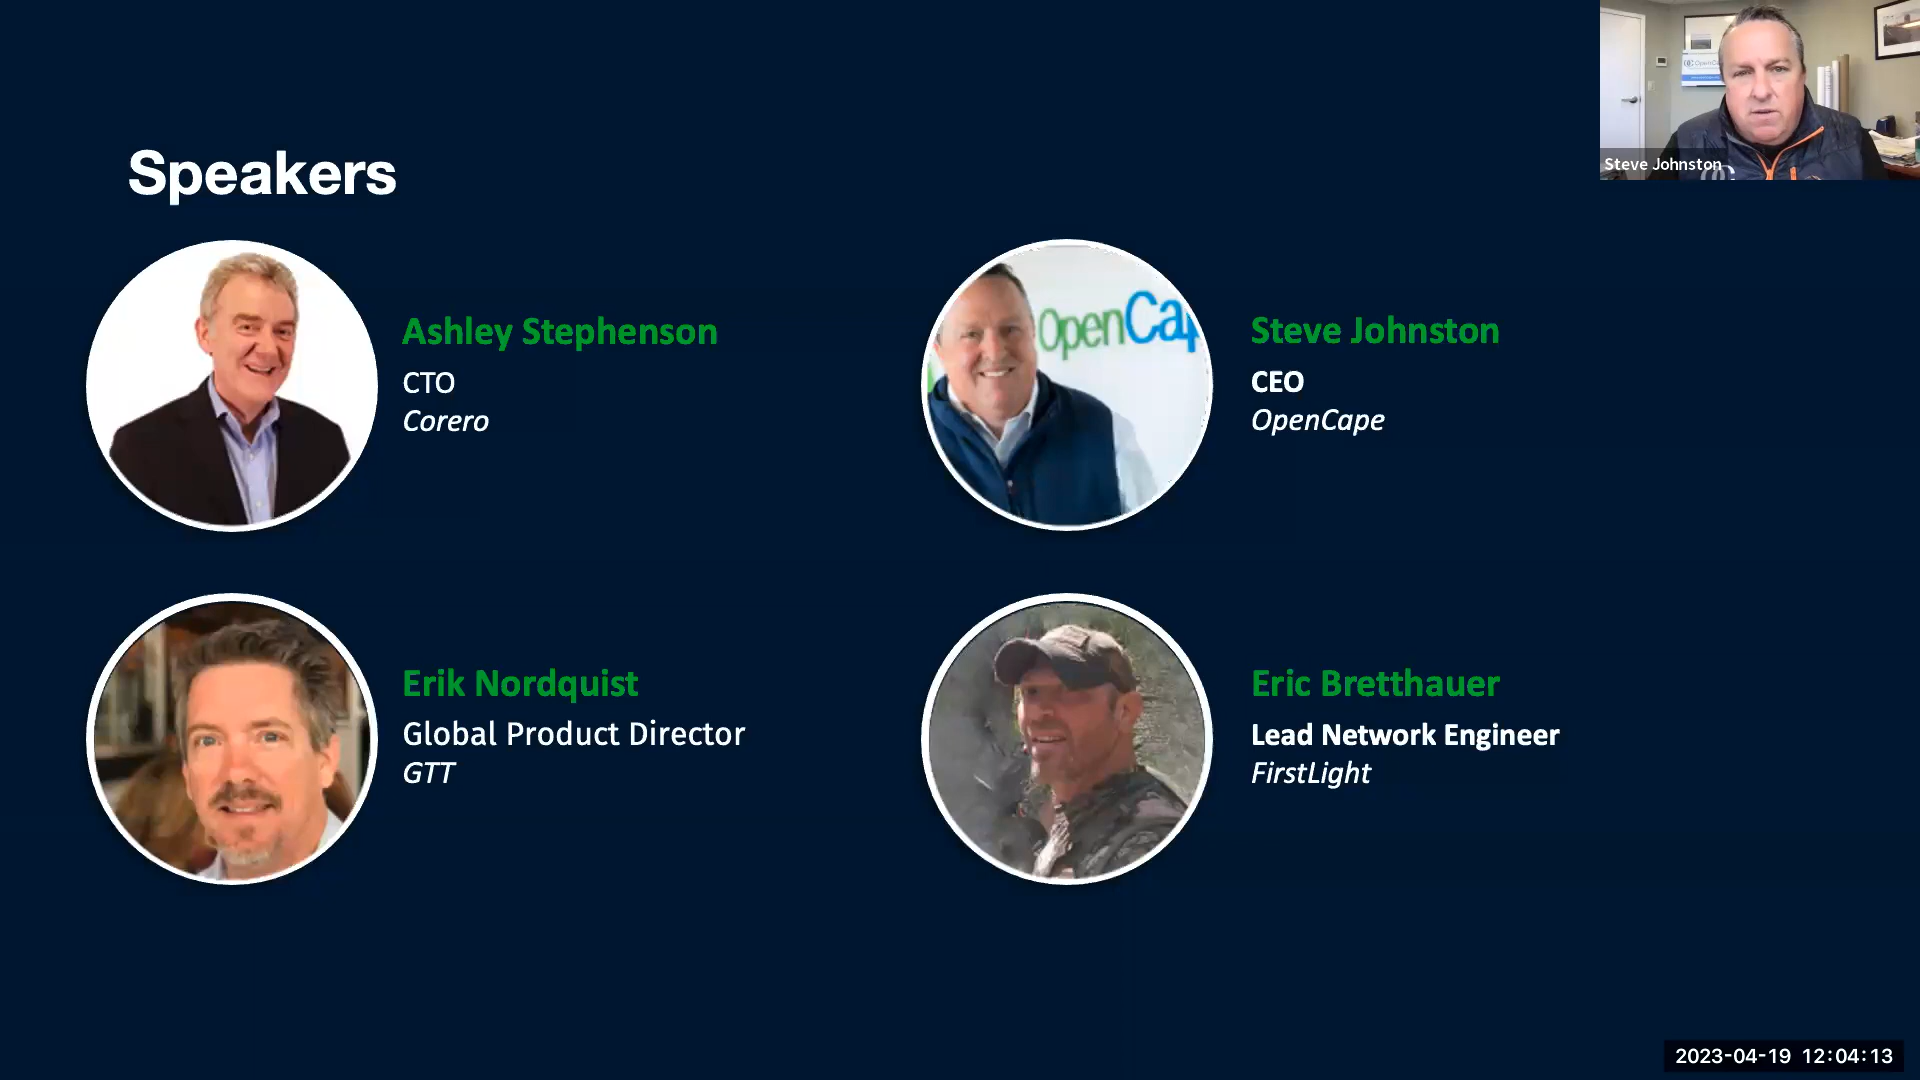 Speakers
Steve Johnston
Ashley Stephenson
CTO
Corero
OpenCap
Steve Johnston
CEO
OpenCape
Erik Nordquist
Global Product Director
GTT
Eric Bretthauer
Lead Network Engineer
FirstLight
2023-04-19 12:04:13